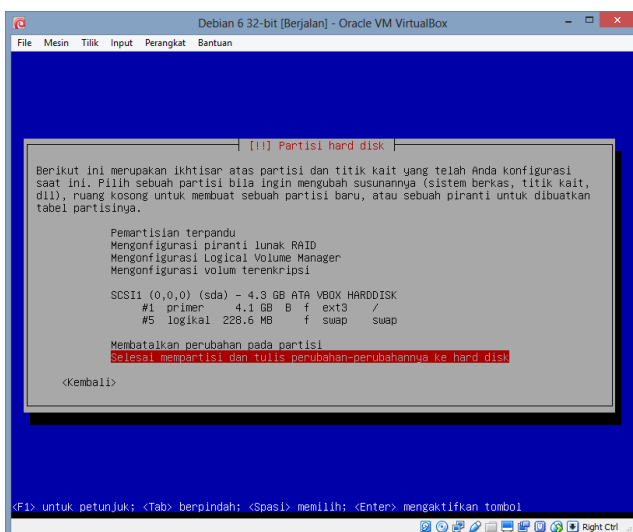 Debian 6 32-bit [Berjalan] - Oracle VM VirtualBox
File Mesin Tilik Input Perangkat Bantuan
[!!] Partisi hard disk
Berikut ini merupakan ikhtisar atas partisi dan titik kait yang telah Anda konfigurasi
saat ini. Pilih sebuah partisi bila ingin mengubah susunannya (sistem berkas, titik kait,
dll), ruang kosong untuk membuat sebuah partisi baru, atau sebuah piranti untuk dibuatkan
tabel partisinya.
Pemartisian terpandu
Mengonfigurasi piranti lunak RAID
Mengonfigurasi Logical Volume Manager
Mengonfigurasi volum terenkripsi
SCSI1 (0,0,0) (sda) - 4.3 GB ATA VBOX HARDDISK
#1 primer 4.1 GB B f ext3 /
#5 logikal 228.6 MB f swap swap
Membatalkan perubahan pada partisi
Selesai mempartisi dan tulis perubahan-perubahannya ke hard disk
<Kembali>
<F1> untuk petunjuk; <Tab> berpindah; <Spasi> memilih; <Enter> mengaktifkan tombol
Right Ctrl